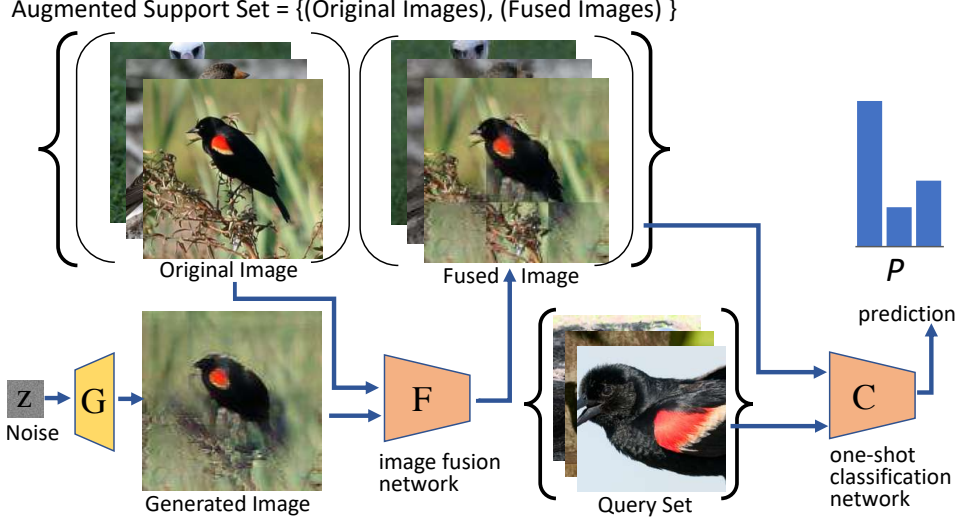 Augmented Support Set = {(Original Images), (Fused Images) }
Original Image
Fused Image
P
prediction
z
Noise
G
Generated Image
F
image fusion
network
Query Set
C
one-shot
classification
network